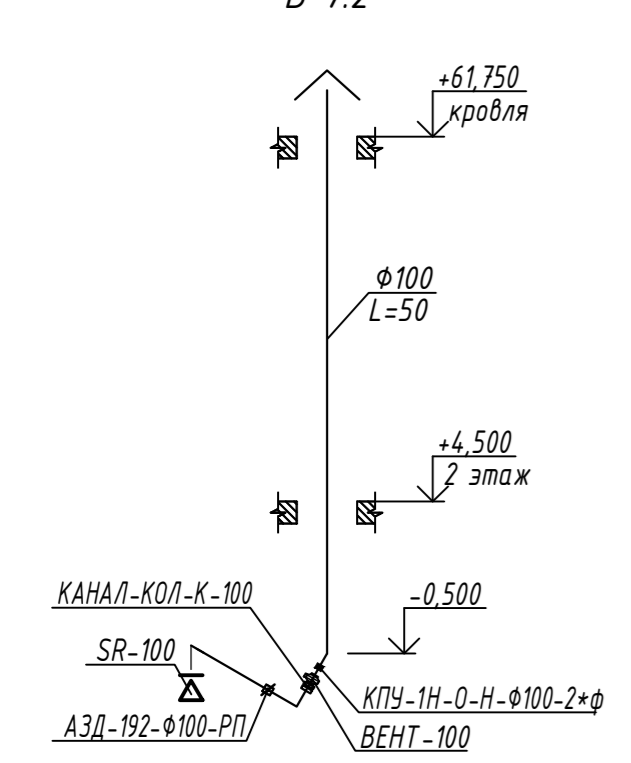 +61,750
кровля
Ф100
L=50
+4,500
2 этаж
КАНАЛ-КОЛ-К-100
-0,500
SR-100
КПУ-1Н-О-Н-Ф100-2*ф
АЗД-192-Ф100-РП
ВЕНТ-100